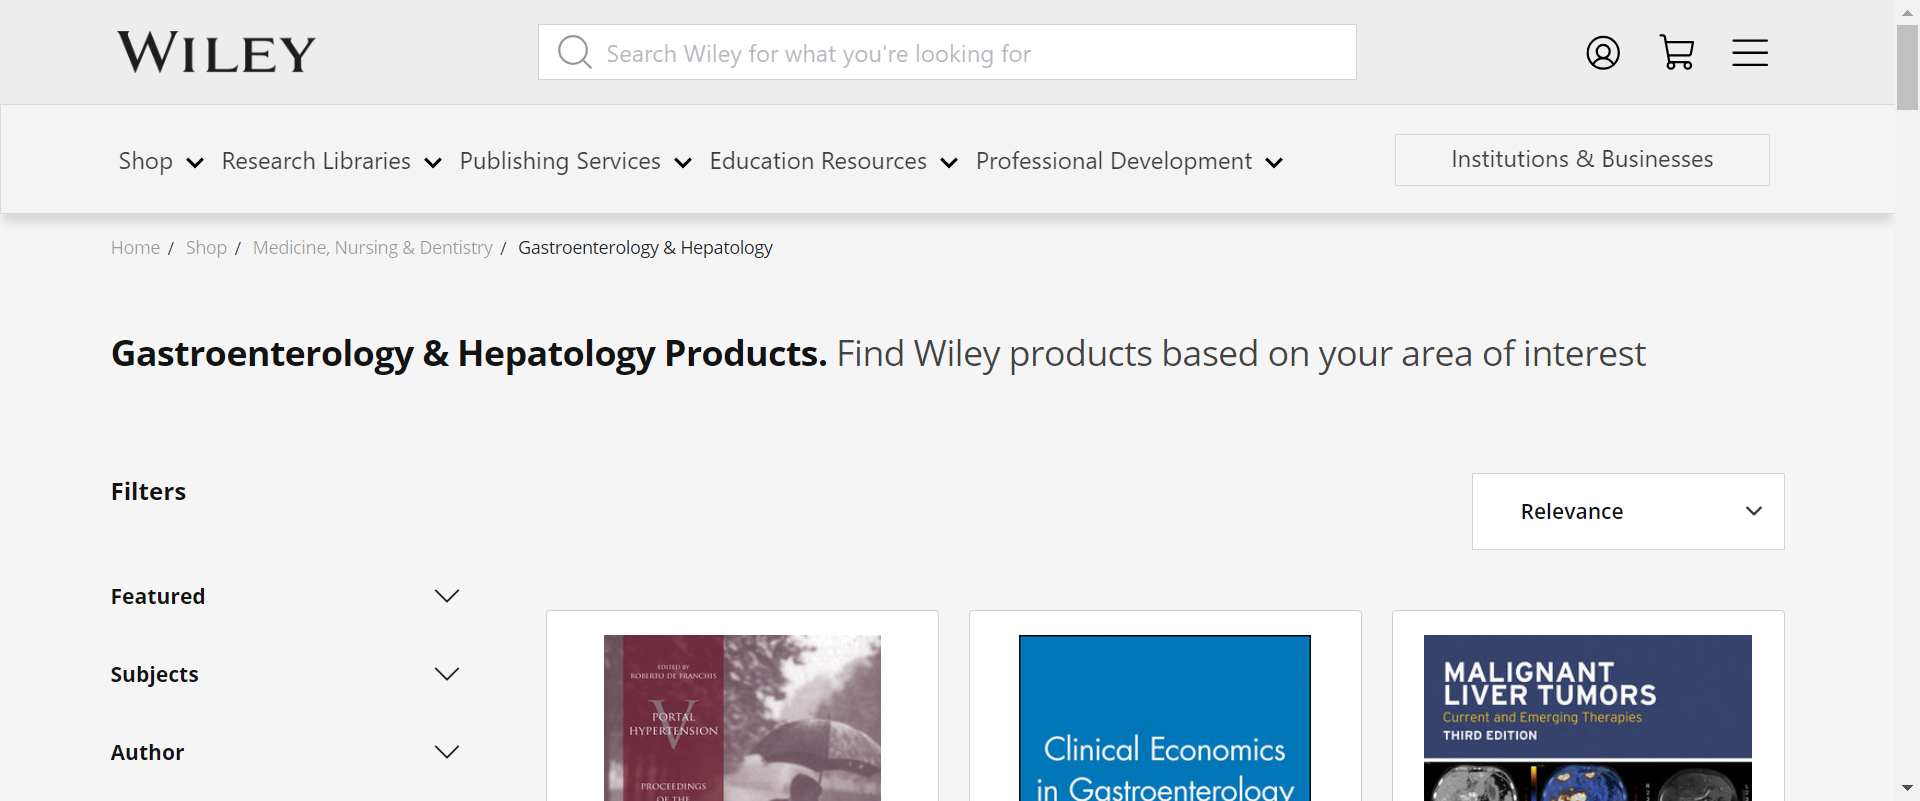 WILEY
Search Wiley for what you're looking for
Shop Research Libraries Publishing Services Education Resources Professional Development Institutions & Businesses
Home / Shop / Medicine, Nursing & Dentistry / Gastroenterology & Hepatology
Gastroenterology & Hepatology Products. Find Wiley products based on your area of interest
Filters
Relevance
Featured
Subjects
Author
EDITED BY
ROBERTO DE FRANCHIS
V
PORTAL
HYPERTENSION
PROCEEDINGS
OF THE
Clinical Economics
in Gastroenterology
MALIGNANT
LIVER TUMORS
Current and Emerging Therapies
THIRD EDITION